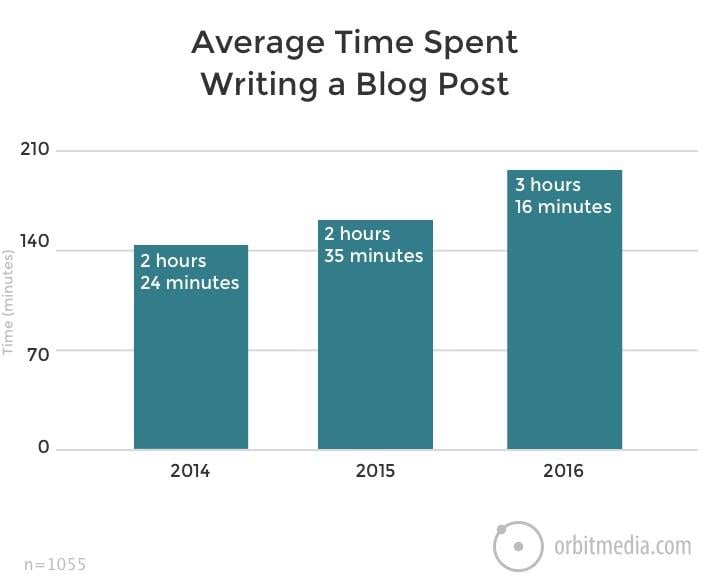 Average Time Spent
Writing a Blog Post
210
140
70
0
Time (minutes)
2 hours
24 minutes
2 hours
35 minutes
3 hours
16 minutes
2014
2015
2016
n=1055
orbitmedia.com